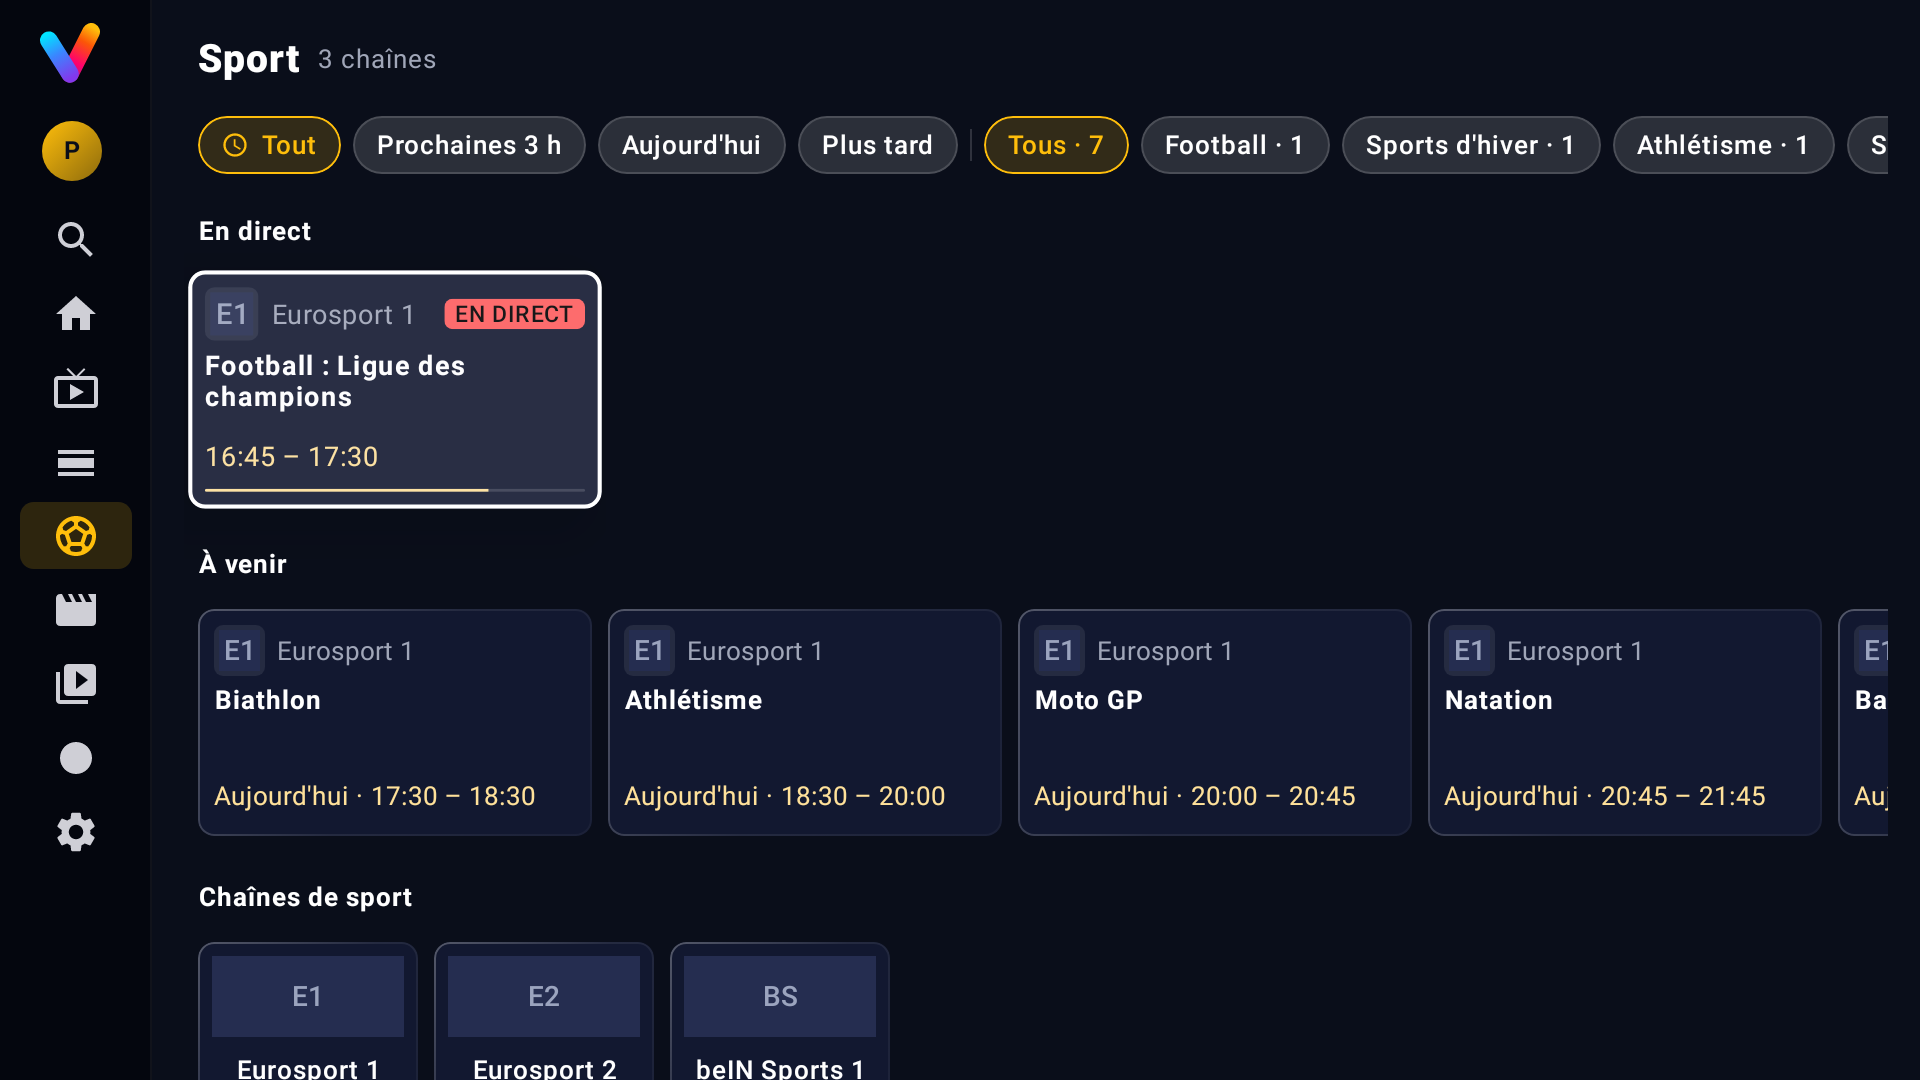 Sport 3 chaînes
P
Tout Prochaines 3 h Aujourd'hui Plus tard Tous · 7 Football · 1 Sports d'hiver · 1 Athlétisme · 1 S
En direct
E1 Eurosport 1 EN DIRECT
Football : Ligue des
champions
16:45 – 17:30
À venir
E1 Eurosport 1
Biathlon
Aujourd'hui · 17:30 – 18:30
E1 Eurosport 1
Athlétisme
Aujourd'hui · 18:30 – 20:00
E1 Eurosport 1
Moto GP
Aujourd'hui · 20:00 – 20:45
E1 Eurosport 1
Natation
Aujourd'hui · 20:45 – 21:45
E1
Ba
Auj
Chaînes de sport
E1
Eurosport 1
E2
Eurosport 2
BS
beIN Sports 1